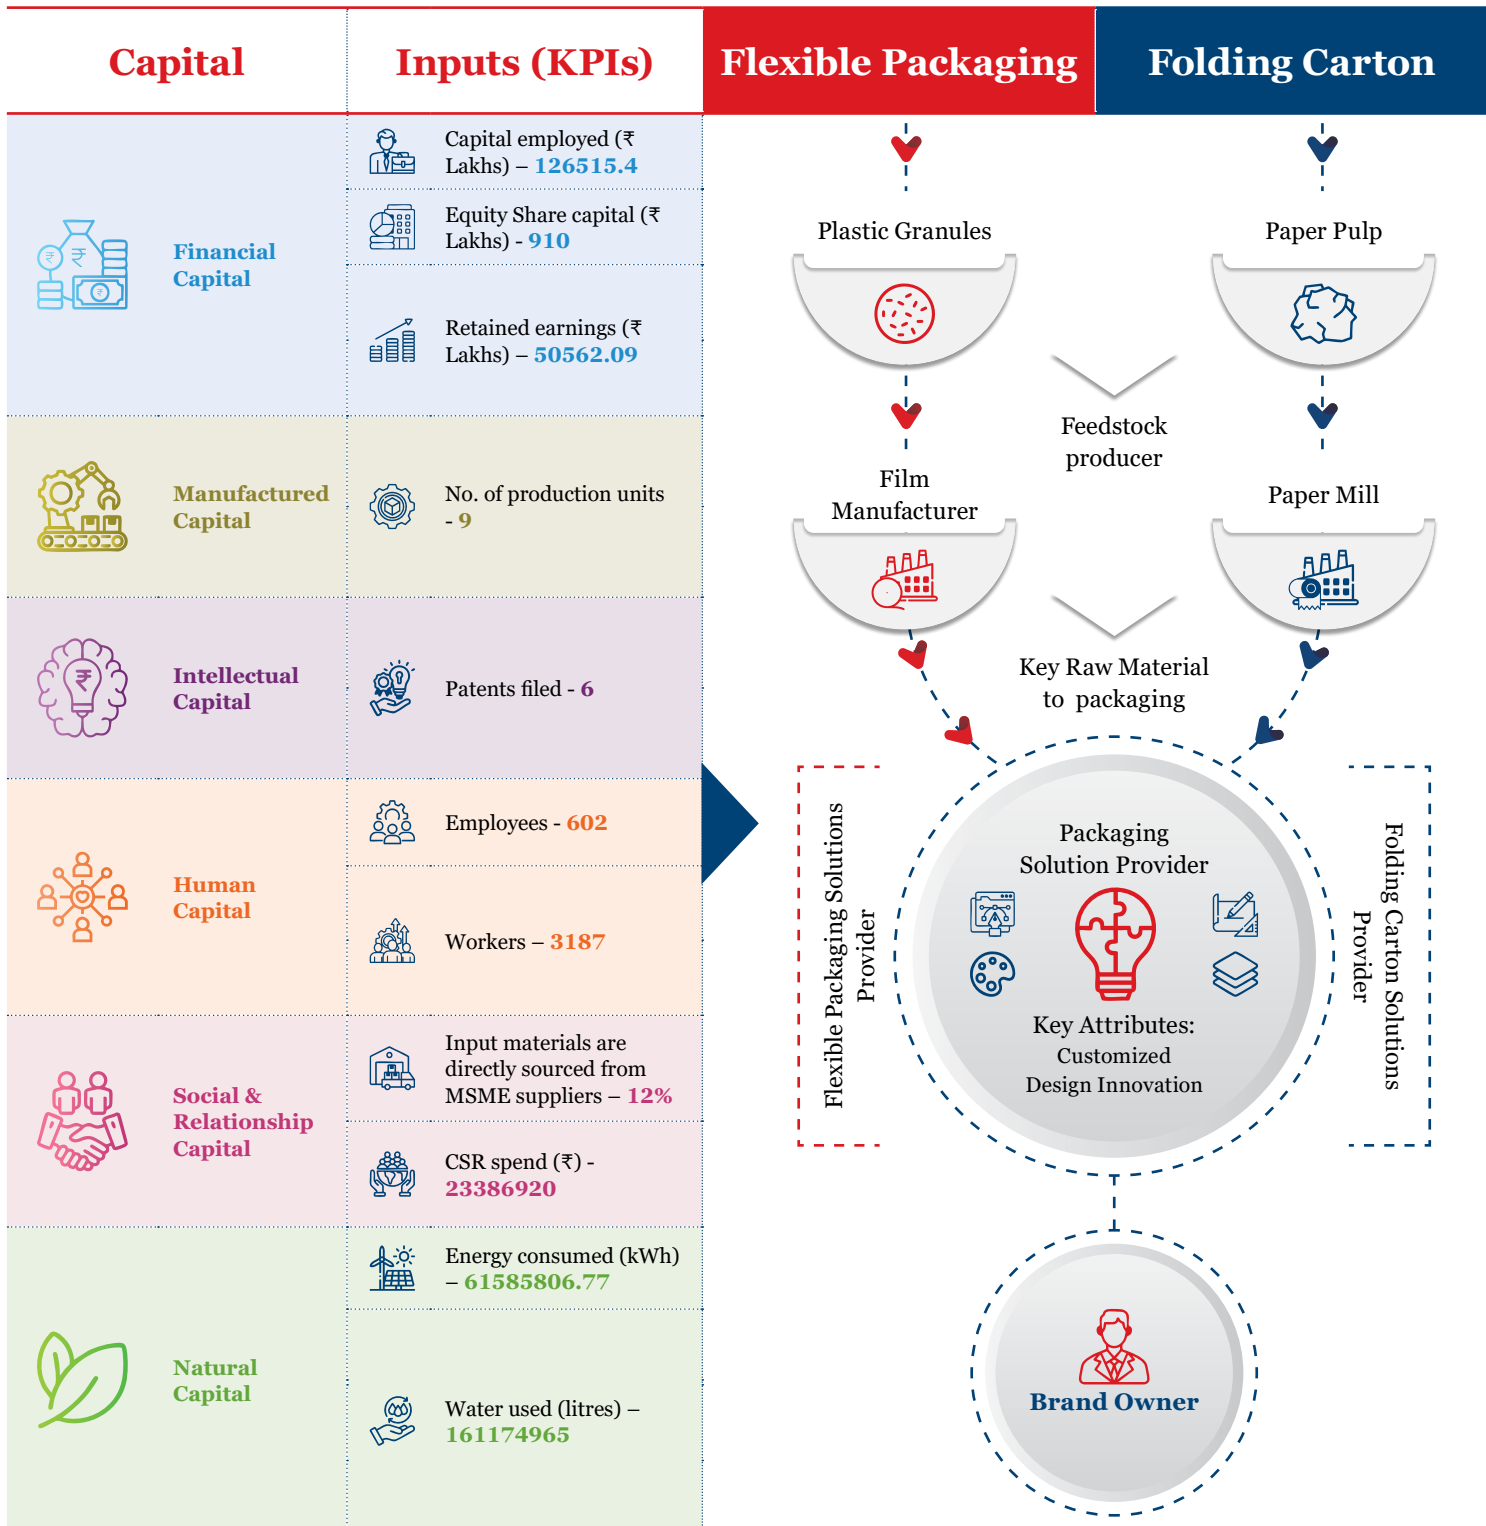 Capital
Inputs (KPIs)
Flexible Packaging
Folding Carton
Financial
Capital
Capital employed (₹
Lakhs) – 126515.4
Equity Share capital (₹
Lakhs) - 910
Retained earnings (₹
Lakhs) – 50562.09
Manufactured
Capital
No. of production units
- 9
Intellectual
Capital
Patents filed - 6
Human
Capital
Employees - 602
Workers – 3187
Social &
Relationship
Capital
Input materials are
directly sourced from
MSME suppliers – 12%
CSR spend (₹) -
23386920
Natural
Capital
Energy consumed (kWh)
– 61585806.77
Water used (litres) –
161174965
Plastic Granules
Paper Pulp
Feedstock
producer
Film
Manufacturer
Paper Mill
Key Raw Material
to packaging
Flexible Packaging Solutions
Provider
Packaging
Solution Provider
Key Attributes:
Customized
Design Innovation
Folding Carton Solutions
Provider
Brand Owner